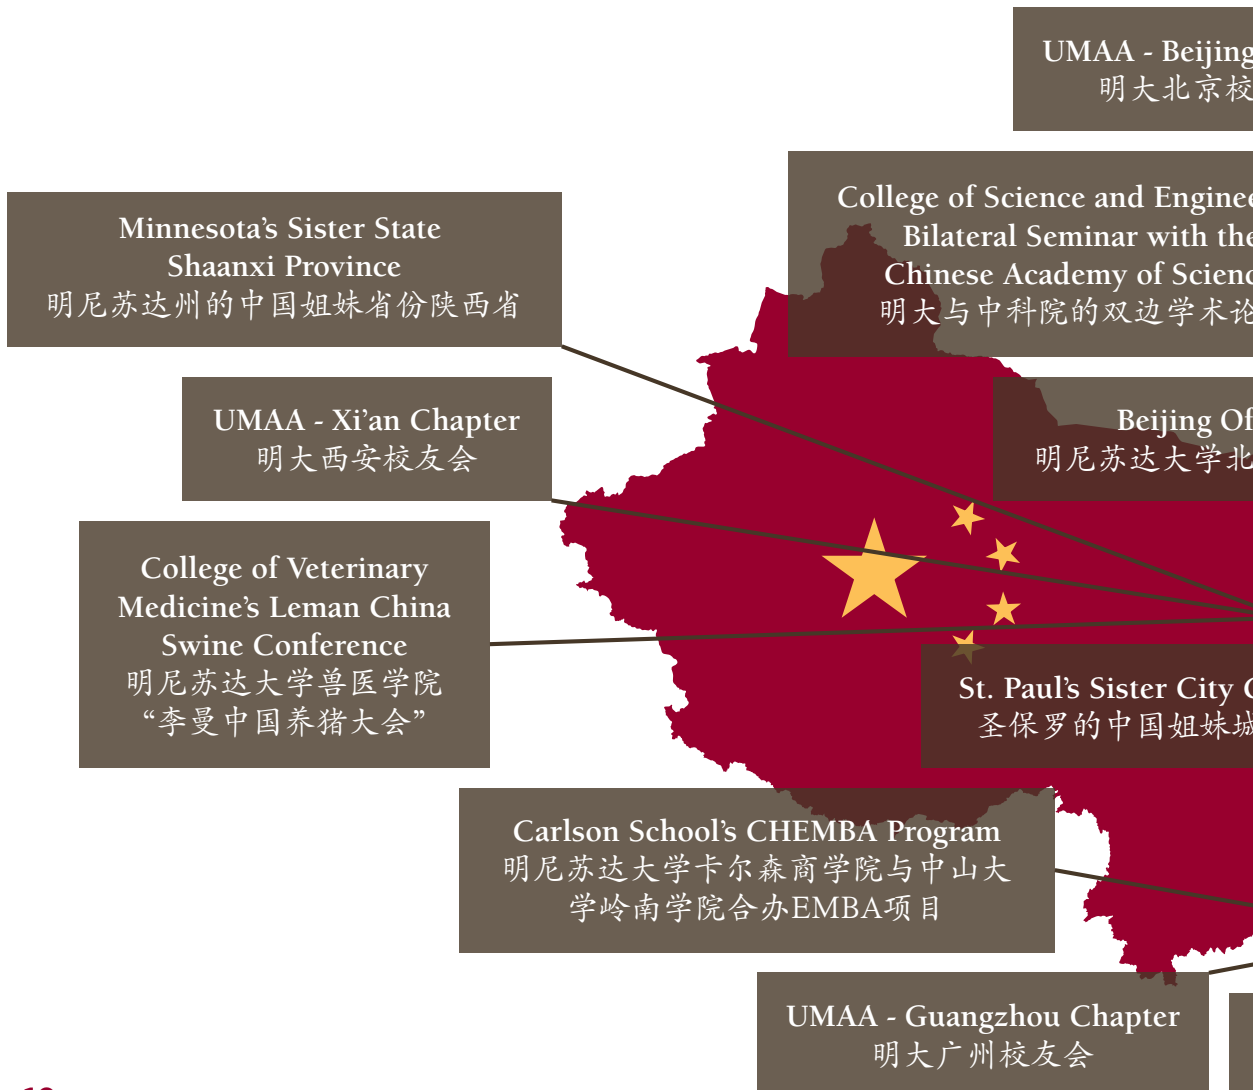 UMAA - Beijing
明大北京校
College of Science and Enginee
Bilateral Seminar with the
Chinese Academy of Scienc
明大与中科院的双边学术论
Minnesota’s Sister State
Shaanxi Province
明尼苏达州的中国姐妹省份陕西省
UMAA - Xi’an Chapter
明大西安校友会
Beijing Of
明尼苏达大学北
College of Veterinary
Medicine’s Leman China
Swine Conference
明尼苏达大学兽医学院
“李曼中国养猪大会”
St. Paul’s Sister City C
圣保罗的中国姐妹城
Carlson School’s CHEMBA Program
明尼苏达大学卡尔森商学院与中山大
学岭南学院合办EMBA项目
UMAA - Guangzhou Chapter
明大广州校友会